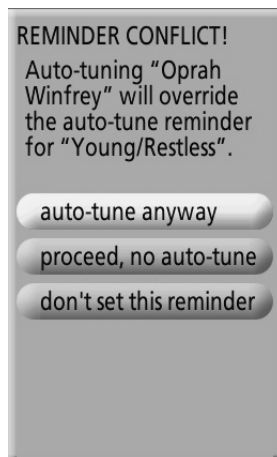 REMINDER CONFLICT!
Auto-tuning “Oprah
Winfrey” will override
the auto-tune reminder
for “Young/Restless”.
auto-tune anyway
proceed, no auto-tune
don't set this reminder